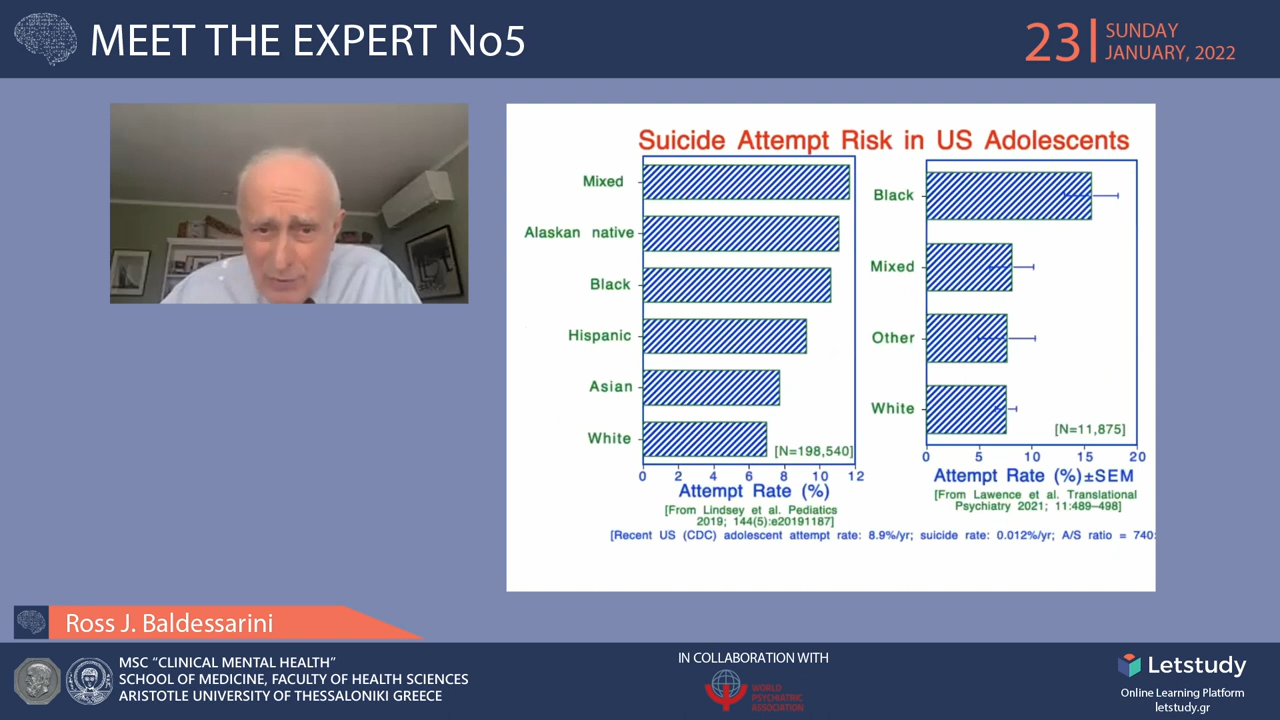 MEET THE EXPERT No5
23
SUNDAY
JANUARY, 2022
Suicide Attempt Risk in US Adolescents
Mixed
Alaskan native
Black
Hispanic
Asian
White
[N=198,540]
0 2 4 6 8 10 12
Attempt Rate (%)
[From Lindsey et al. Pediatics
2019; 144(5):e20191187]
Black
Mixed
Other
White
[N=11,875]
0 5 10 15 20
Attempt Rate (%)±SEM
[From Lawence et al. Translational
Psychiatry 2021; 11:489–498]
[Recent US (CDC) adolescent attempt rate: 8.9%/yr; suicide rate: 0.012%/yr; A/S ratio = 740:
Ross J. Baldessarini
MSC “CLINICAL MENTAL HEALTH”
SCHOOL OF MEDICINE, FACULTY OF HEALTH SCIENCES
ARISTOTLE UNIVERSITY OF THESSALONIKI GREECE
IN COLLABORATION WITH
WORLD
PSYCHIATRIC
ASSOCIATION
Letstudy
Online Learning Platform
letstudy.gr